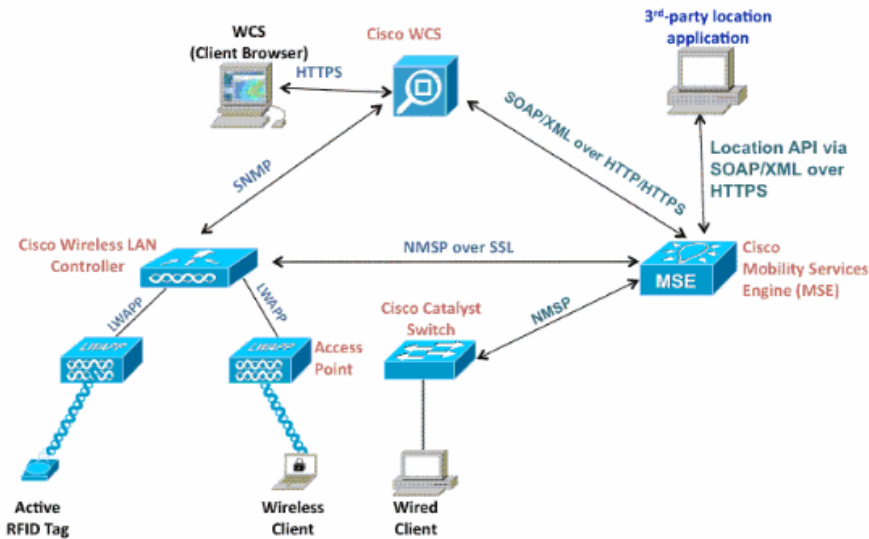 WCS
(Client Browser)
Cisco WCS
3rd-party location
application
HTTPS
SOAP/XML over HTTP/HTTPS
Location API via
SOAP/XML over
HTTPS
SNMP
Cisco Wireless LAN
Controller
NMSP over SSL
MSE
Cisco
Mobility Services
Engine (MSE)
LWAPP
LWAPP
Cisco Catalyst
Switch
NMSP
LWAPP
LWAPP
Access
Point
Active
RFID Tag
Wireless
Client
Wired
Client